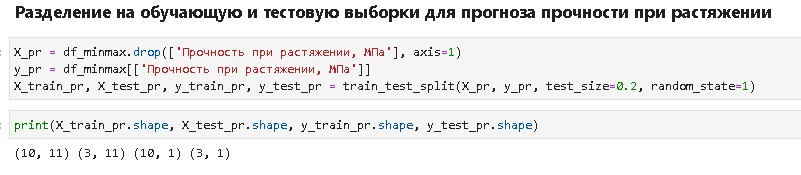 Разделение на обучающую и тестовую выборки для прогноза прочности при растяжении
X_pr = df_minmax.drop(['Прочность при растяжении, МПа'], axis=1)
y_pr = df_minmax[['Прочность при растяжении, МПа']]
X_train_pr, X_test_pr, y_train_pr, y_test_pr = train_test_split(X_pr, y_pr, test_size=0.2, random_state=1)
print(X_train_pr.shape, X_test_pr.shape, y_train_pr.shape, y_test_pr.shape)
(10, 11) (3, 11) (10, 1) (3, 1)